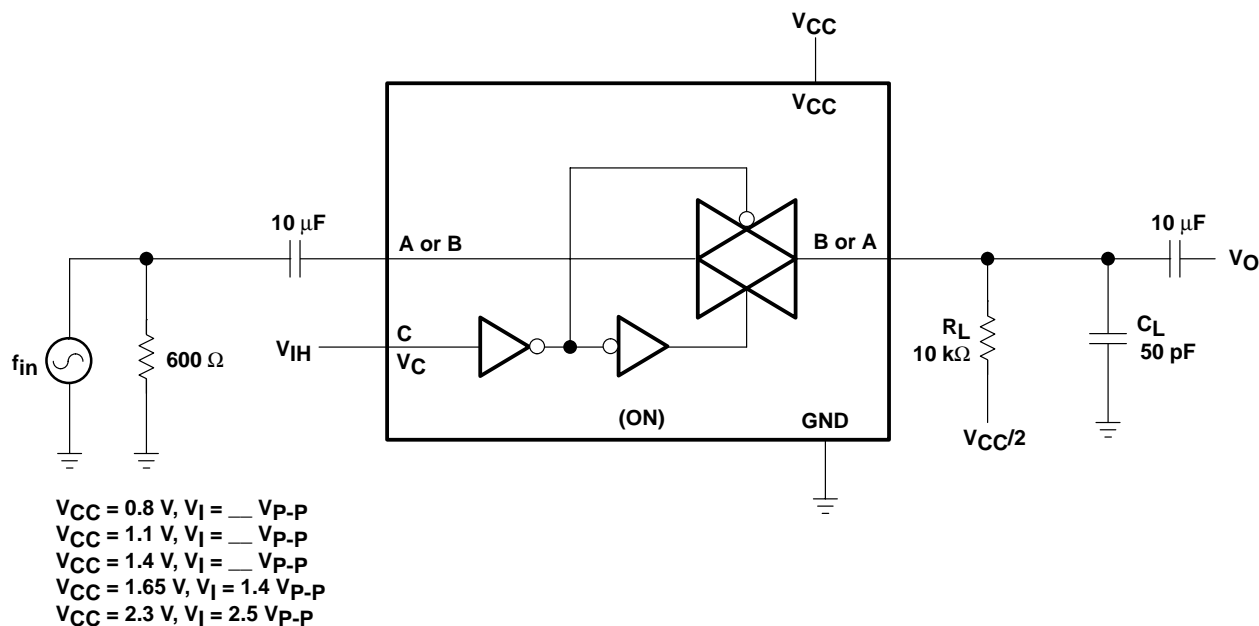 VCC
VCC
10 μF
A or B
B or A
10 μF
VO
fin
600 Ω
VIH
C
VC
RL
10 kΩ
CL
50 pF
(ON)
GND
VCC/2
VCC = 0.8 V, VI = __ VP-P
VCC = 1.1 V, VI = __ VP-P
VCC = 1.4 V, VI = __ VP-P
VCC = 1.65 V, VI = 1.4 VP-P
VCC = 2.3 V, VI = 2.5 VP-P